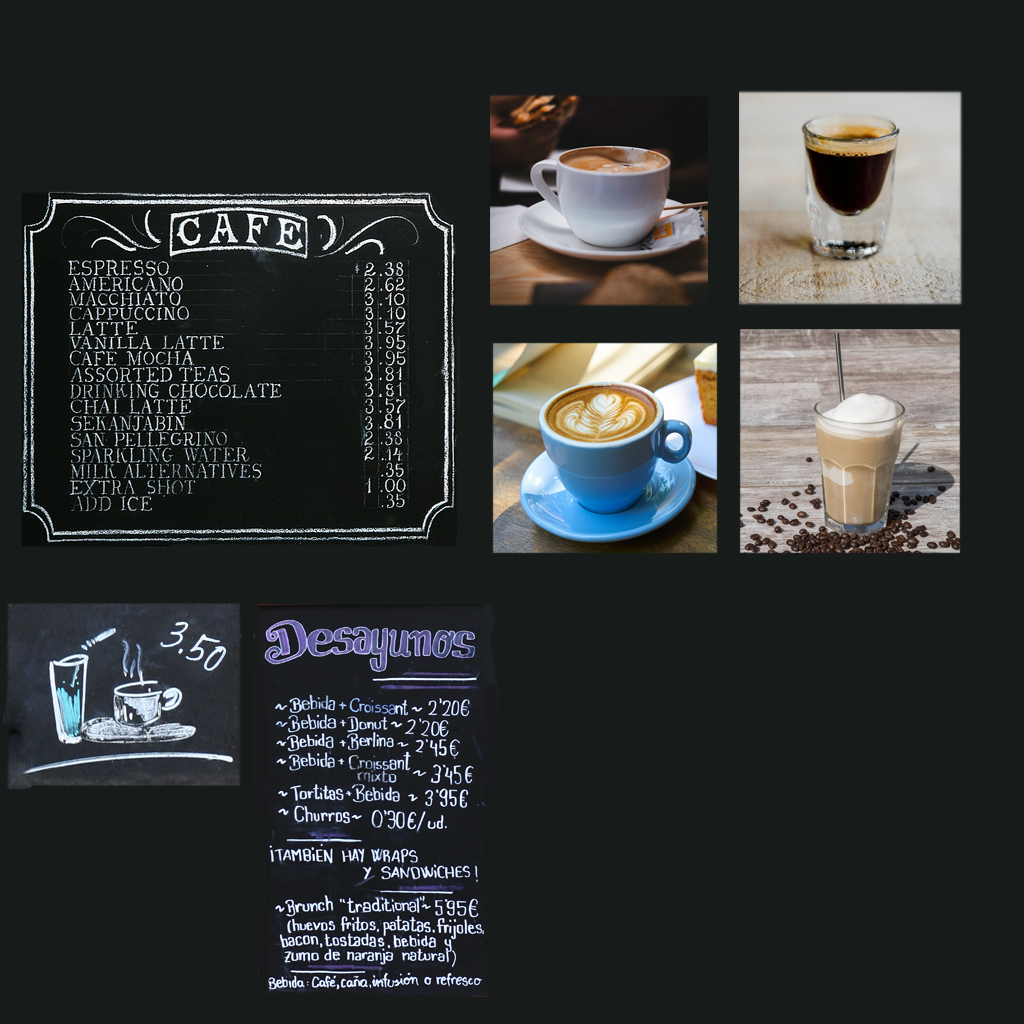 CAFE
ESPRESSO $2.38
AMERICANO 2.62
MACCHIATO 3.10
CAPPUCCINO 3.10
LATTE 3.57
VANILLA LATTE 3.95
CAFE MOCHA 3.95
ASSORTED TEAS 3.81
DRINKING CHOCOLATE 3.81
CHAI LATTE 3.57
SEKANJABIN 3.81
SAN PELLEGRINO 2.38
SPARKLING WATER 2.14
MILK ALTERNATIVES .35
EXTRA SHOT 1.00
ADD ICE .35
3.50
Desayunos
~ Bebida + Croissant ~ 2'20€
~ Bebida + Donut ~ 2'20€
~ Bebida + Berlina ~ 2'45€
~ Bebida + Croissant
mixto ~ 3'45€
~ Tortitas + Bebida ~ 3'95€
~ Churros ~ 0'30€/ud.
¡TAMBIEN HAY WRAPS
Y SANDWICHES!
~ Brunch "traditional" ~ 5'95€
(huevos fritos, patatas, frijoles,
bacon, tostadas, bebida y
zumo de naranja natural)
Bebida: Café, caña, infusión o refresco